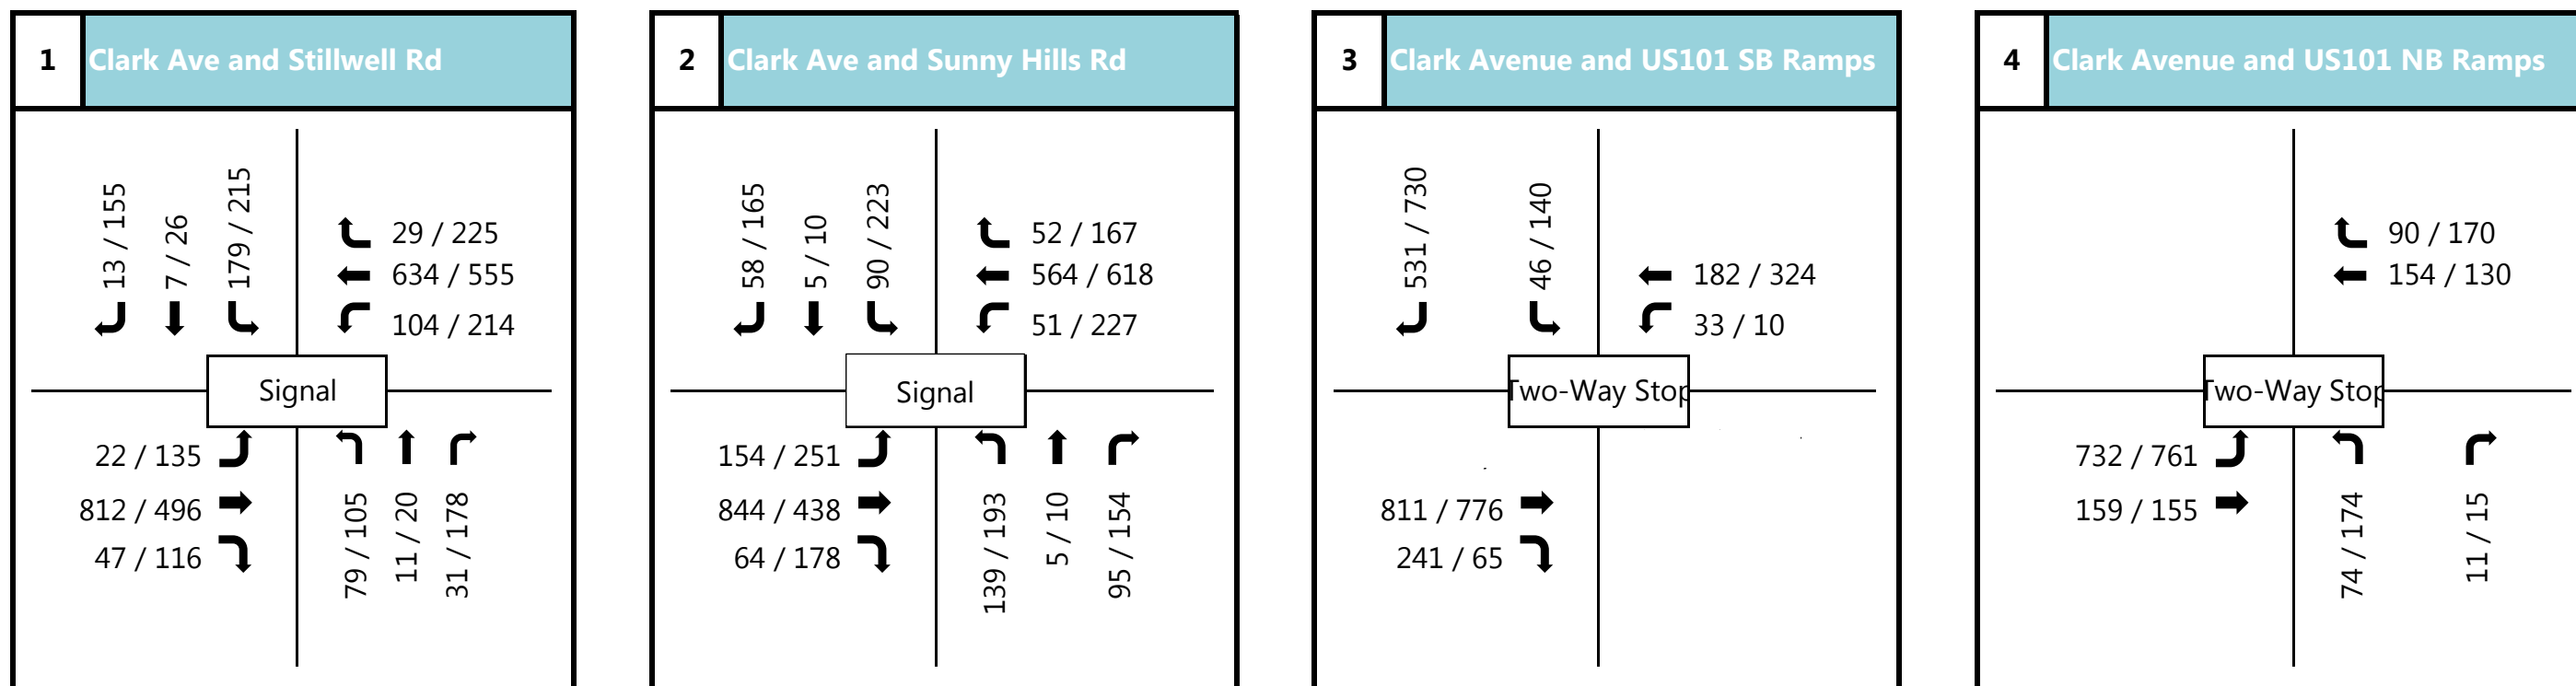 1 Clark Ave and Stillwell Rd
13 / 155
7 / 26
179 / 215
29 / 225
634 / 555
104 / 214
Signal
22 / 135
812 / 496
47 / 116
79 / 105
11 / 20
31 / 178
2 Clark Ave and Sunny Hills Rd
58 / 165
5 / 10
90 / 223
52 / 167
564 / 618
51 / 227
Signal
154 / 251
844 / 438
64 / 178
139 / 193
5 / 10
95 / 154
3 Clark Avenue and US101 SB Ramps
531 / 730
46 / 140
182 / 324
33 / 10
Two-Way Stop
811 / 776
241 / 65
4 Clark Avenue and US101 NB Ramps
90 / 170
154 / 130
Two-Way Stop
732 / 761
159 / 155
74 / 174
11 / 15